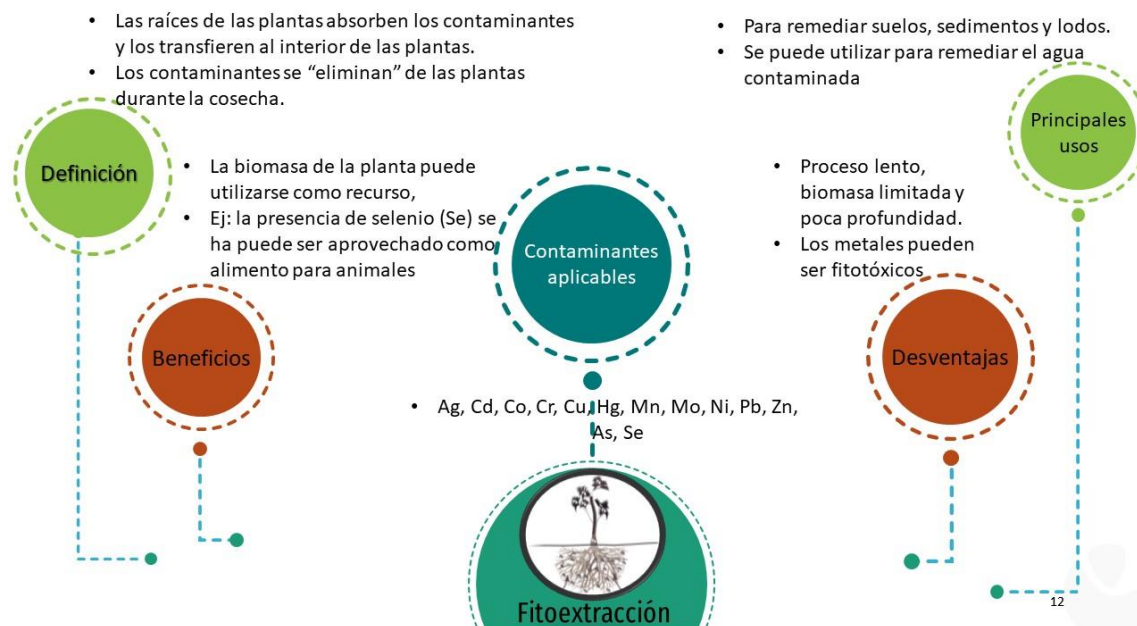 • Las raíces de las plantas absorben los contaminantes
y los transfieren al interior de las plantas.
• Los contaminantes se “eliminan” de las plantas
durante la cosecha.
Definición
• La biomasa de la planta puede
utilizarse como recurso,
• Ej: la presencia de selenio (Se) se
ha puede ser aprovechado como
alimento para animales
Beneficios
Contaminantes
aplicables
• Ag, Cd, Co, Cr, Cu, Hg, Mn, Mo, Ni, Pb, Zn,
As, Se
Fitoextracción
• Para remediar suelos, sedimentos y lodos.
• Se puede utilizar para remediar el agua
contaminada
Principales
usos
• Proceso lento,
biomasa limitada y
poca profundidad.
• Los metales pueden
ser fitotóxicos
Desventajas
12